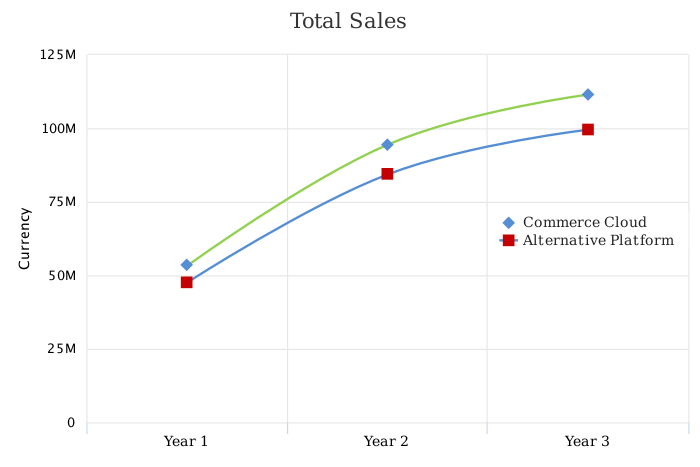 Total Sales
125M
100M
75M
50M
25M
0
Currency
Commerce Cloud
Alternative Platform
Year 1
Year 2
Year 3